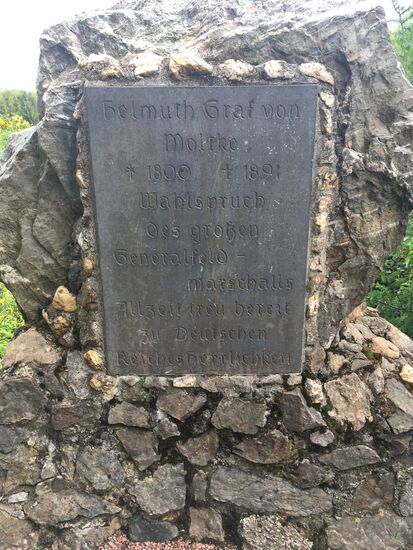 Helmuth Graf von
Moltke
† 1800 † 1891
Wahlspruch
des großen
Generalfeld-
marschalls
Allzeit treu bereit
zu Deutschen
Reiches Herrlichkeit